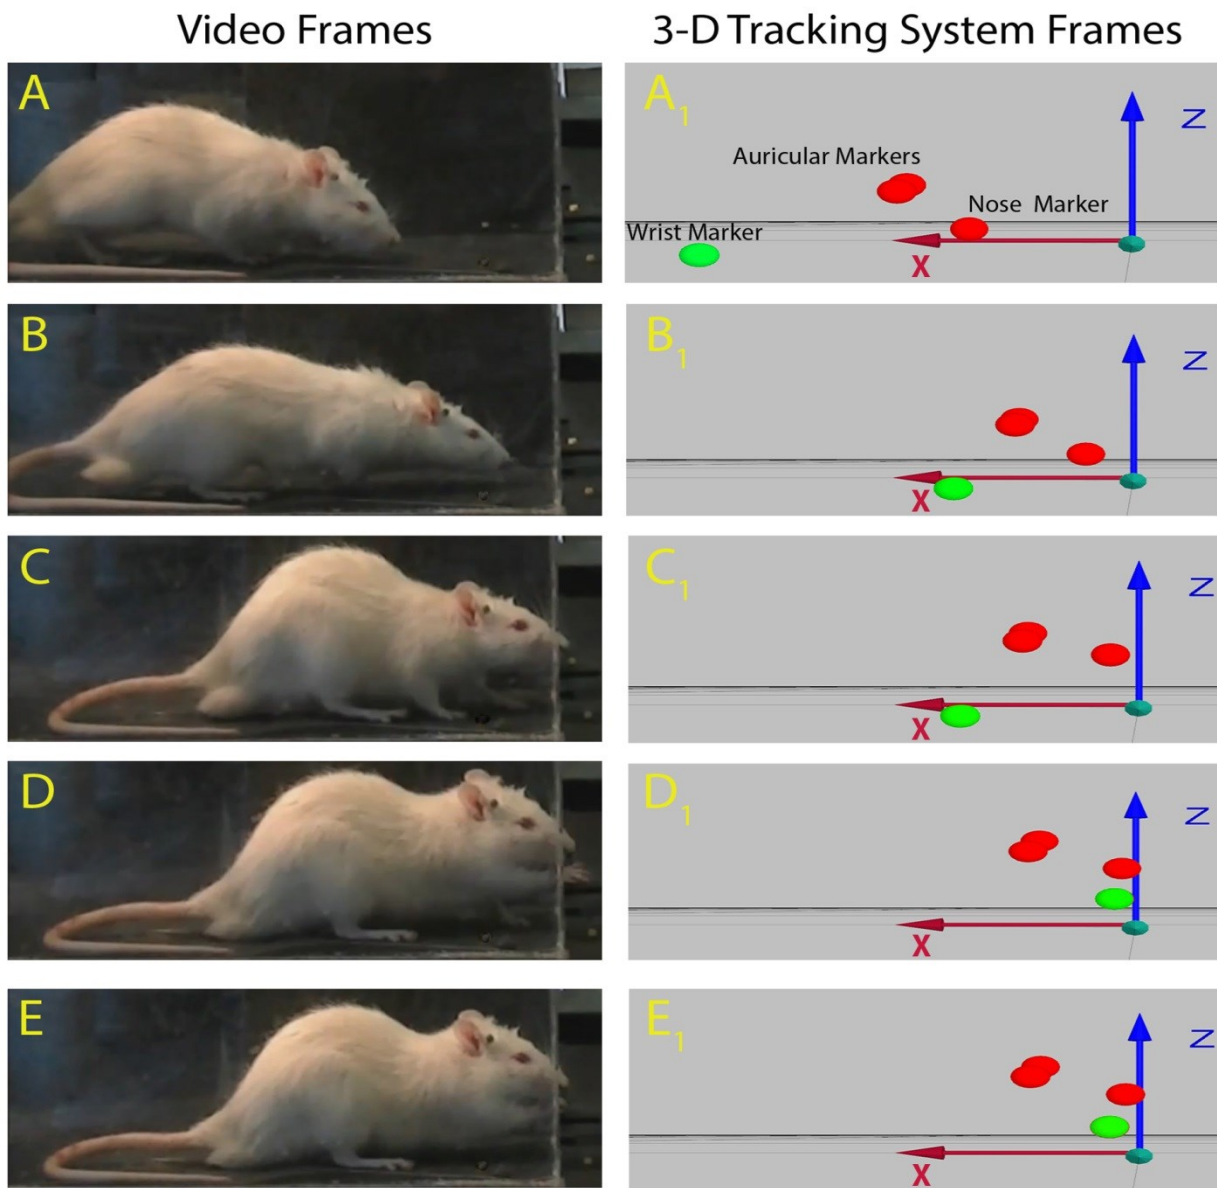 Video Frames
3-D Tracking System Frames
A
A1
Z
Auricular Markers
Nose Marker
Wrist Marker
X
B
B1
Z
X
C
C1
Z
X
D
D1
Z
X
E
E1
Z
X